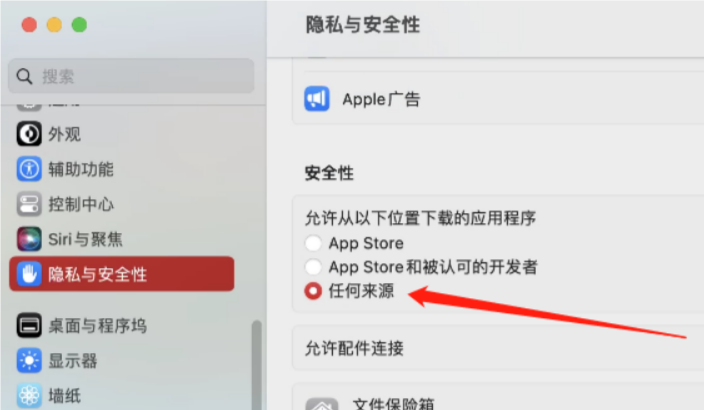 隐私与安全性
搜索
外观
辅助功能
控制中心
Siri与聚焦
隐私与安全性
桌面与程序坞
显示器
墙纸
Apple广告
安全性
允许从以下位置下载的应用程序
App Store
App Store和被认可的开发者
任何来源
允许配件连接
文件保险箱